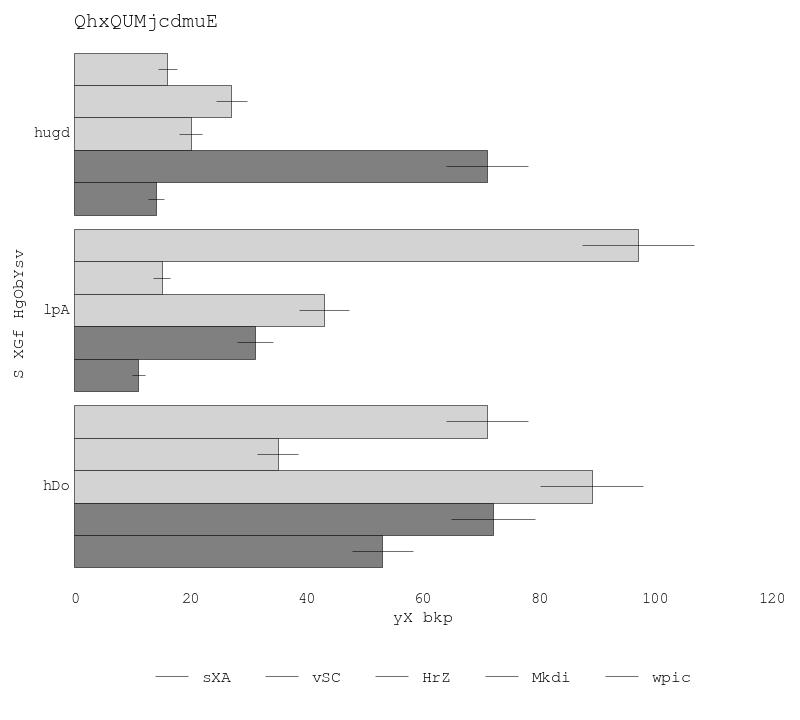 QhxQUMjcdmuE
hugd
lpA
hDo
S XGf HgObYsv
0 20 40 60 80 100 120
yX bkp
sXA vSC HrZ Mkdi wpic